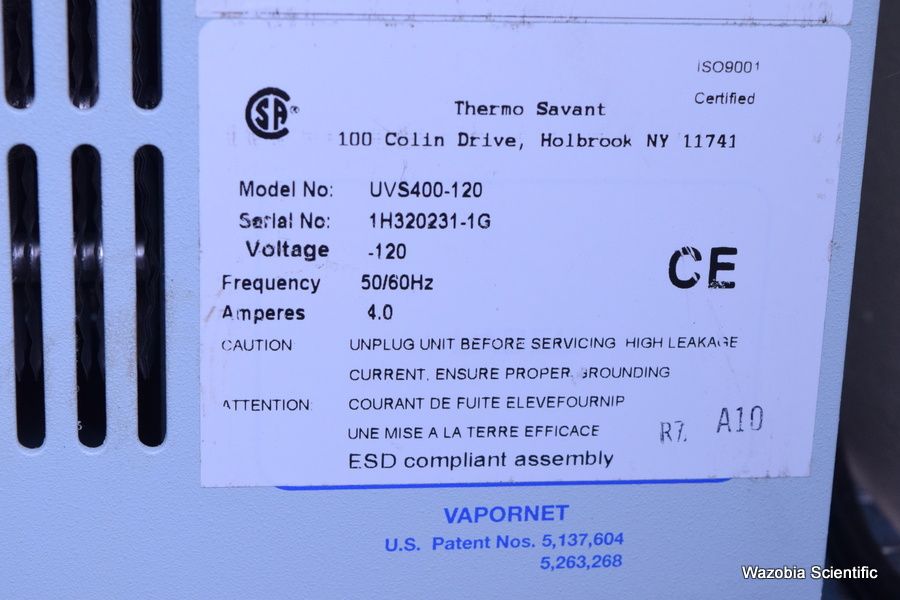 ISO9001
Certified
CSA®
Thermo Savant
100 Colin Drive, Holbrook NY 11741
Model No: UVS400-120
Serial No: 1H320231-1G
Voltage -120
Frequency 50/60Hz
Amperes 4.0
CE
CAUTION: UNPLUG UNIT BEFORE SERVICING HIGH LEAKAGE
CURRENT. ENSURE PROPER GROUNDING
ATTENTION: COURANT DE FUITE ELEVEFOURNIP
UNE MISE A LA TERRE EFFICACE
R7 A10
ESD compliant assembly
VAPORNET
U.S. Patent Nos. 5,137,604
5,263,268
Wazobia Scientific